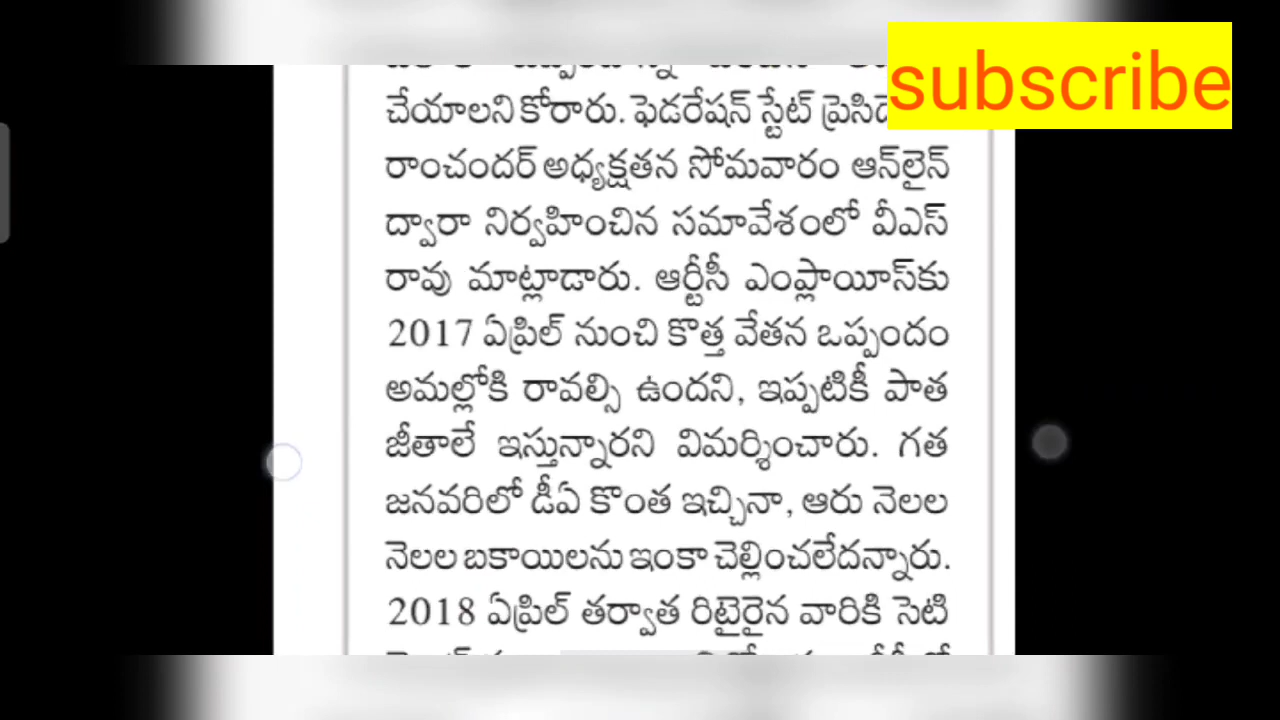 subscribe
చేయాలని కోరారు. ఫెడరేషన్ స్టేట్
రాంచందర్ అధ్యక్షతన సోమవారం ఆన్‌లైన్
ద్వారా నిర్వహించిన సమావేశంలో వీఎస్
రావు మాట్లాడారు. ఆర్టీసీ ఎంప్లాయీస్‌కు
2017 ఏప్రిల్ నుంచి కొత్త వేతన ఒప్పందం
అమల్లోకి రావల్సి ఉందని, ఇప్పటికీ పాత
జీతాలే ఇస్తున్నారని విమర్శించారు. గత
జనవరిలో డీఏ కొంత ఇచ్చినా, ఆరు నెలల
నెలల బకాయిలను ఇంకా చెల్లించలేదన్నారు.
2018 ఏప్రిల్ తర్వాత రిటైరైన వారికి సెటి